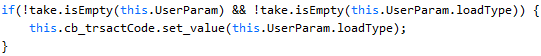 if(!take.isEmpty(this.UserParam) && !take.isEmpty(this.UserParam.loadType)) {
    this.cb_trsactCode.set_value(this.UserParam.loadType);
}